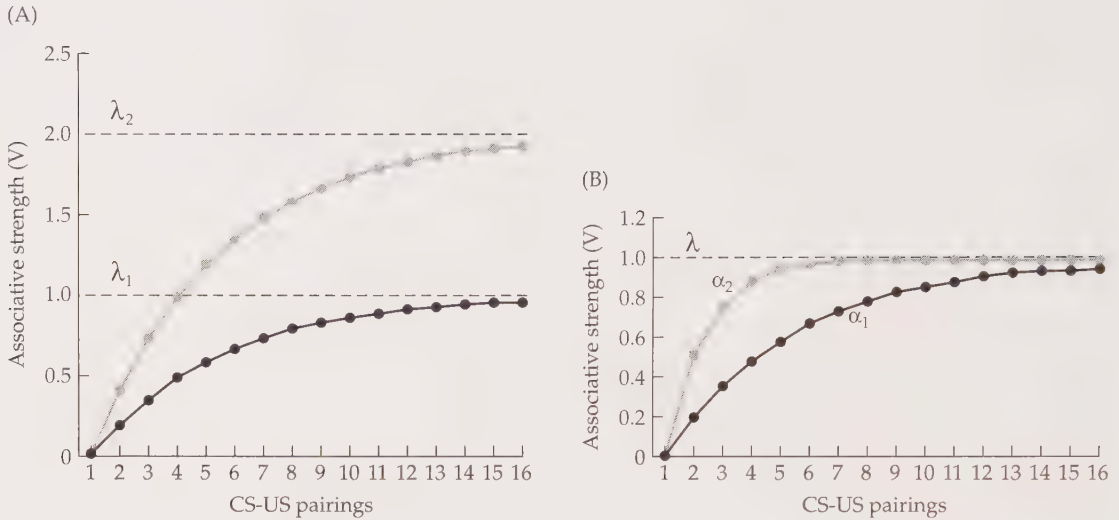 (A)
Associative strength (V)
2.5
2.0
1.5
1.0
0.5
0
λ2
λ1
1 2 3 4 5 6 7 8 9 10 11 12 13 14 15 16
CS-US pairings
(B)
Associative strength (V)
1.2
1.0
0.8
0.6
0.4
0.2
0
λ
α2
α1
1 2 3 4 5 6 7 8 9 10 11 12 13 14 15 16
CS-US pairings